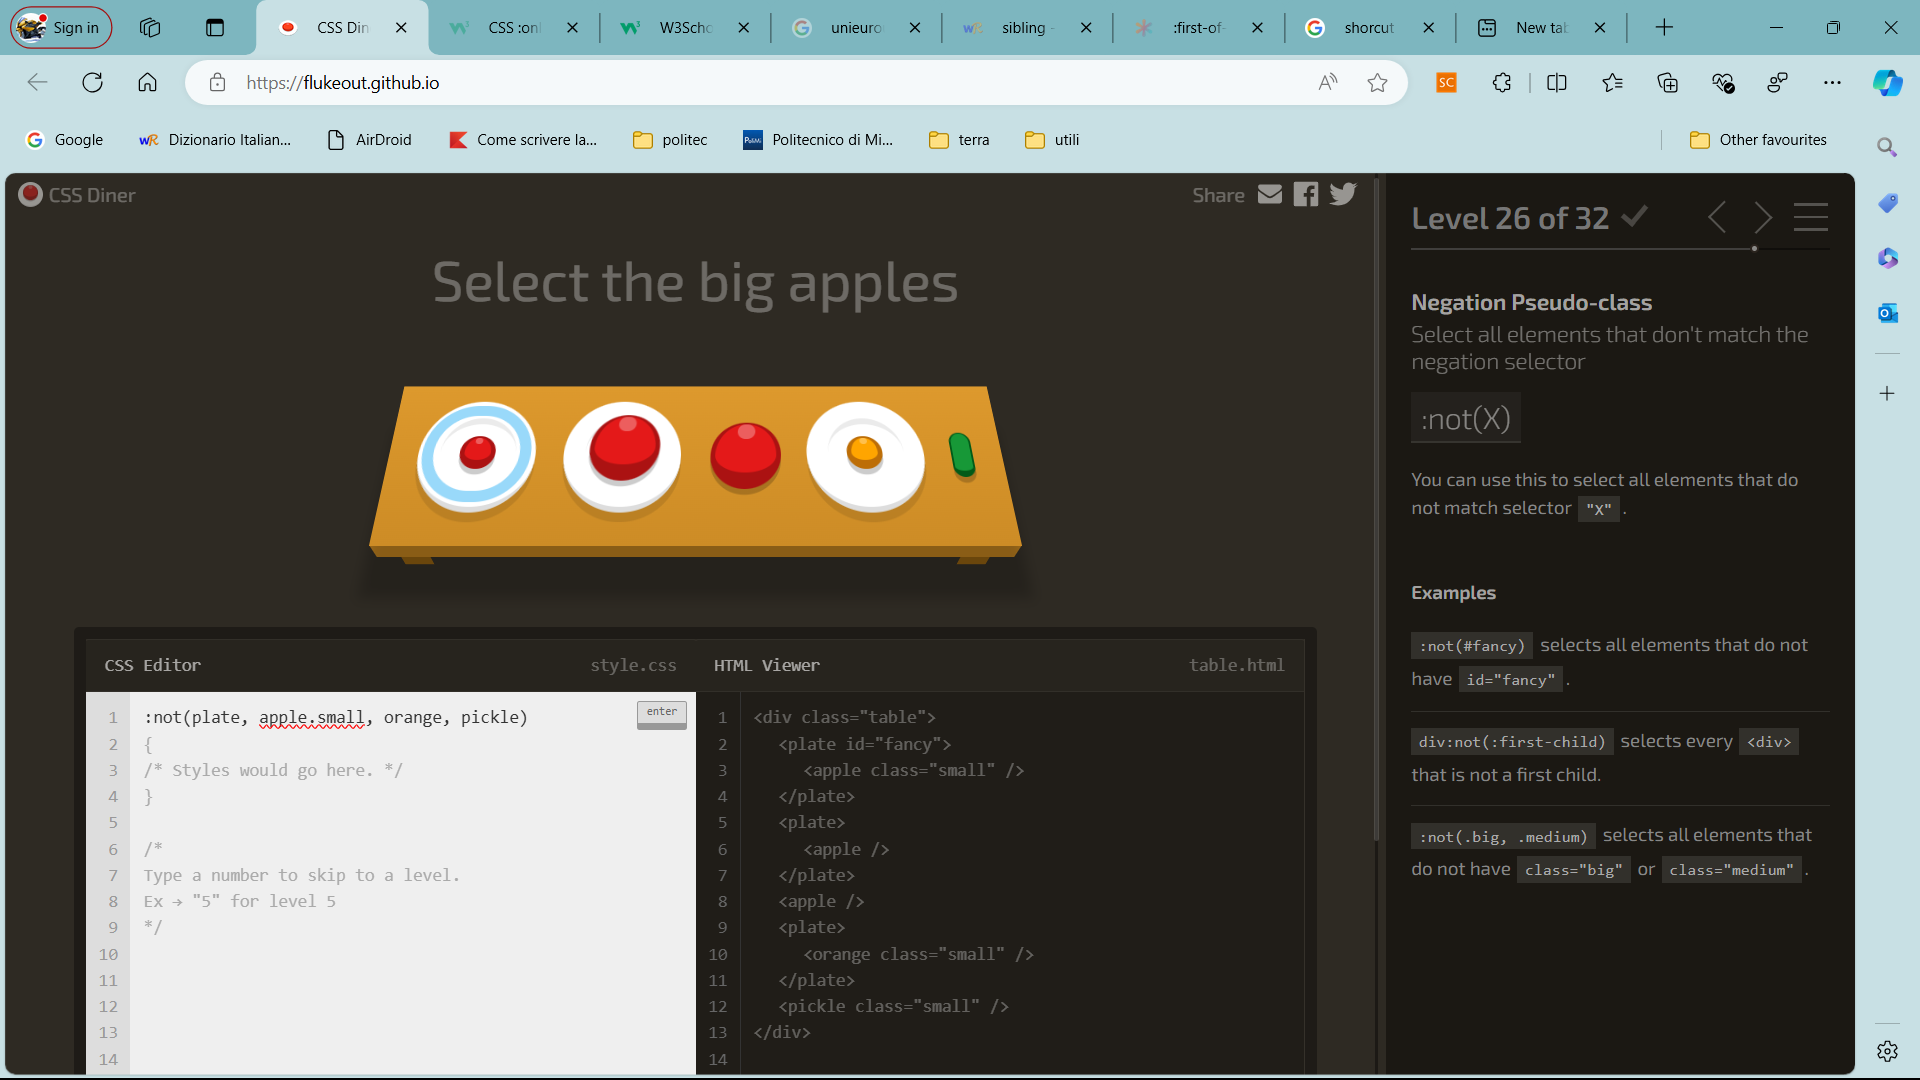 Sign in
CSS Din
CSS :onl
W3Scho
unieuro
sibling -
:first-of-
shorcut
New tab
https://flukeout.github.io
SC
Google
Dizionario Italian...
AirDroid
Come scrivere la...
politec
Politecnico di Mi...
terra
utili
Other favourites
CSS Diner
Share
Select the big apples
CSS Editor
style.css
HTML Viewer
table.html
enter
1 :not(plate, apple.small, orange, pickle)
2 {
3 /* Styles would go here. */
4 }
5
6 /*
7 Type a number to skip to a level.
8 Ex → "5" for level 5
9 */
10
11
12
13
14
1 <div class="table">
2 <plate id="fancy">
3 <apple class="small" />
4 </plate>
5 <plate>
6 <apple />
7 </plate>
8 <apple />
9 <plate>
10 <orange class="small" />
11 </plate>
12 <pickle class="small" />
13 </div>
14
Level 26 of 32
Negation Pseudo-class
Select all elements that don't match the
negation selector
:not(X)
You can use this to select all elements that do
not match selector "X" .
Examples
:not(#fancy) selects all elements that do not
have id="fancy" .
div:not(:first-child) selects every <div>
that is not a first child.
:not(.big, .medium) selects all elements that
do not have class="big" or class="medium" .